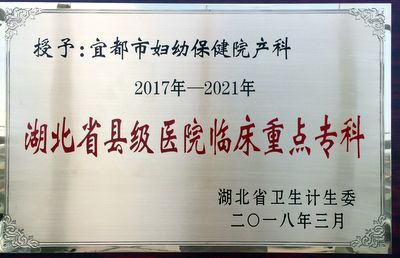 授予：宜都市妇幼保健院产科
2017年—2021年
湖北省县级医院临床重点专科
湖北省卫生计生委
二〇一八年三月